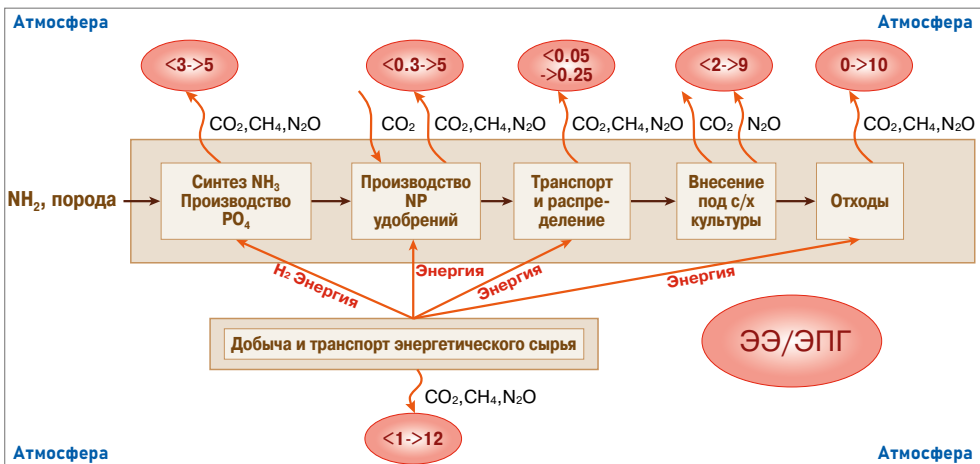 Атмосфера
Атмосфера
<3->5
<0.3->5
<0.05
->0.25
<2->9
0->10
CO₂,CH₄,N₂O
CO₂
CO₂,CH₄,N₂O
CO₂,CH₄,N₂O
CO₂
N₂O
CO₂,CH₄,N₂O
NH₂, порода
Синтез NH₃
Производство
PO₄
Производство
NP
удобрений
Транспорт
и распре-
деление
Внесение
под с/х
культуры
Отходы
H₂ Энергия
Энергия
Энергия
Энергия
ЭЭ/ЭПГ
Добыча и транспорт энергетического сырья
CO₂,CH₄,N₂O
<1->12
Атмосфера
Атмосфера